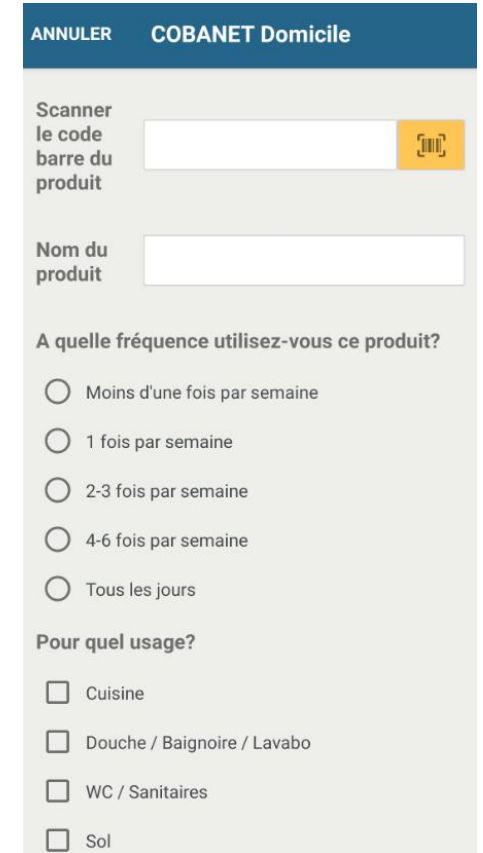 ANNULER COBANET Domicile
Scanner
le code
barre du
produit
Nom du
produit
A quelle fréquence utilisez-vous ce produit?
Moins d'une fois par semaine
1 fois par semaine
2-3 fois par semaine
4-6 fois par semaine
Tous les jours
Pour quel usage?
Cuisine
Douche / Baignoire / Lavabo
WC / Sanitaires
Sol